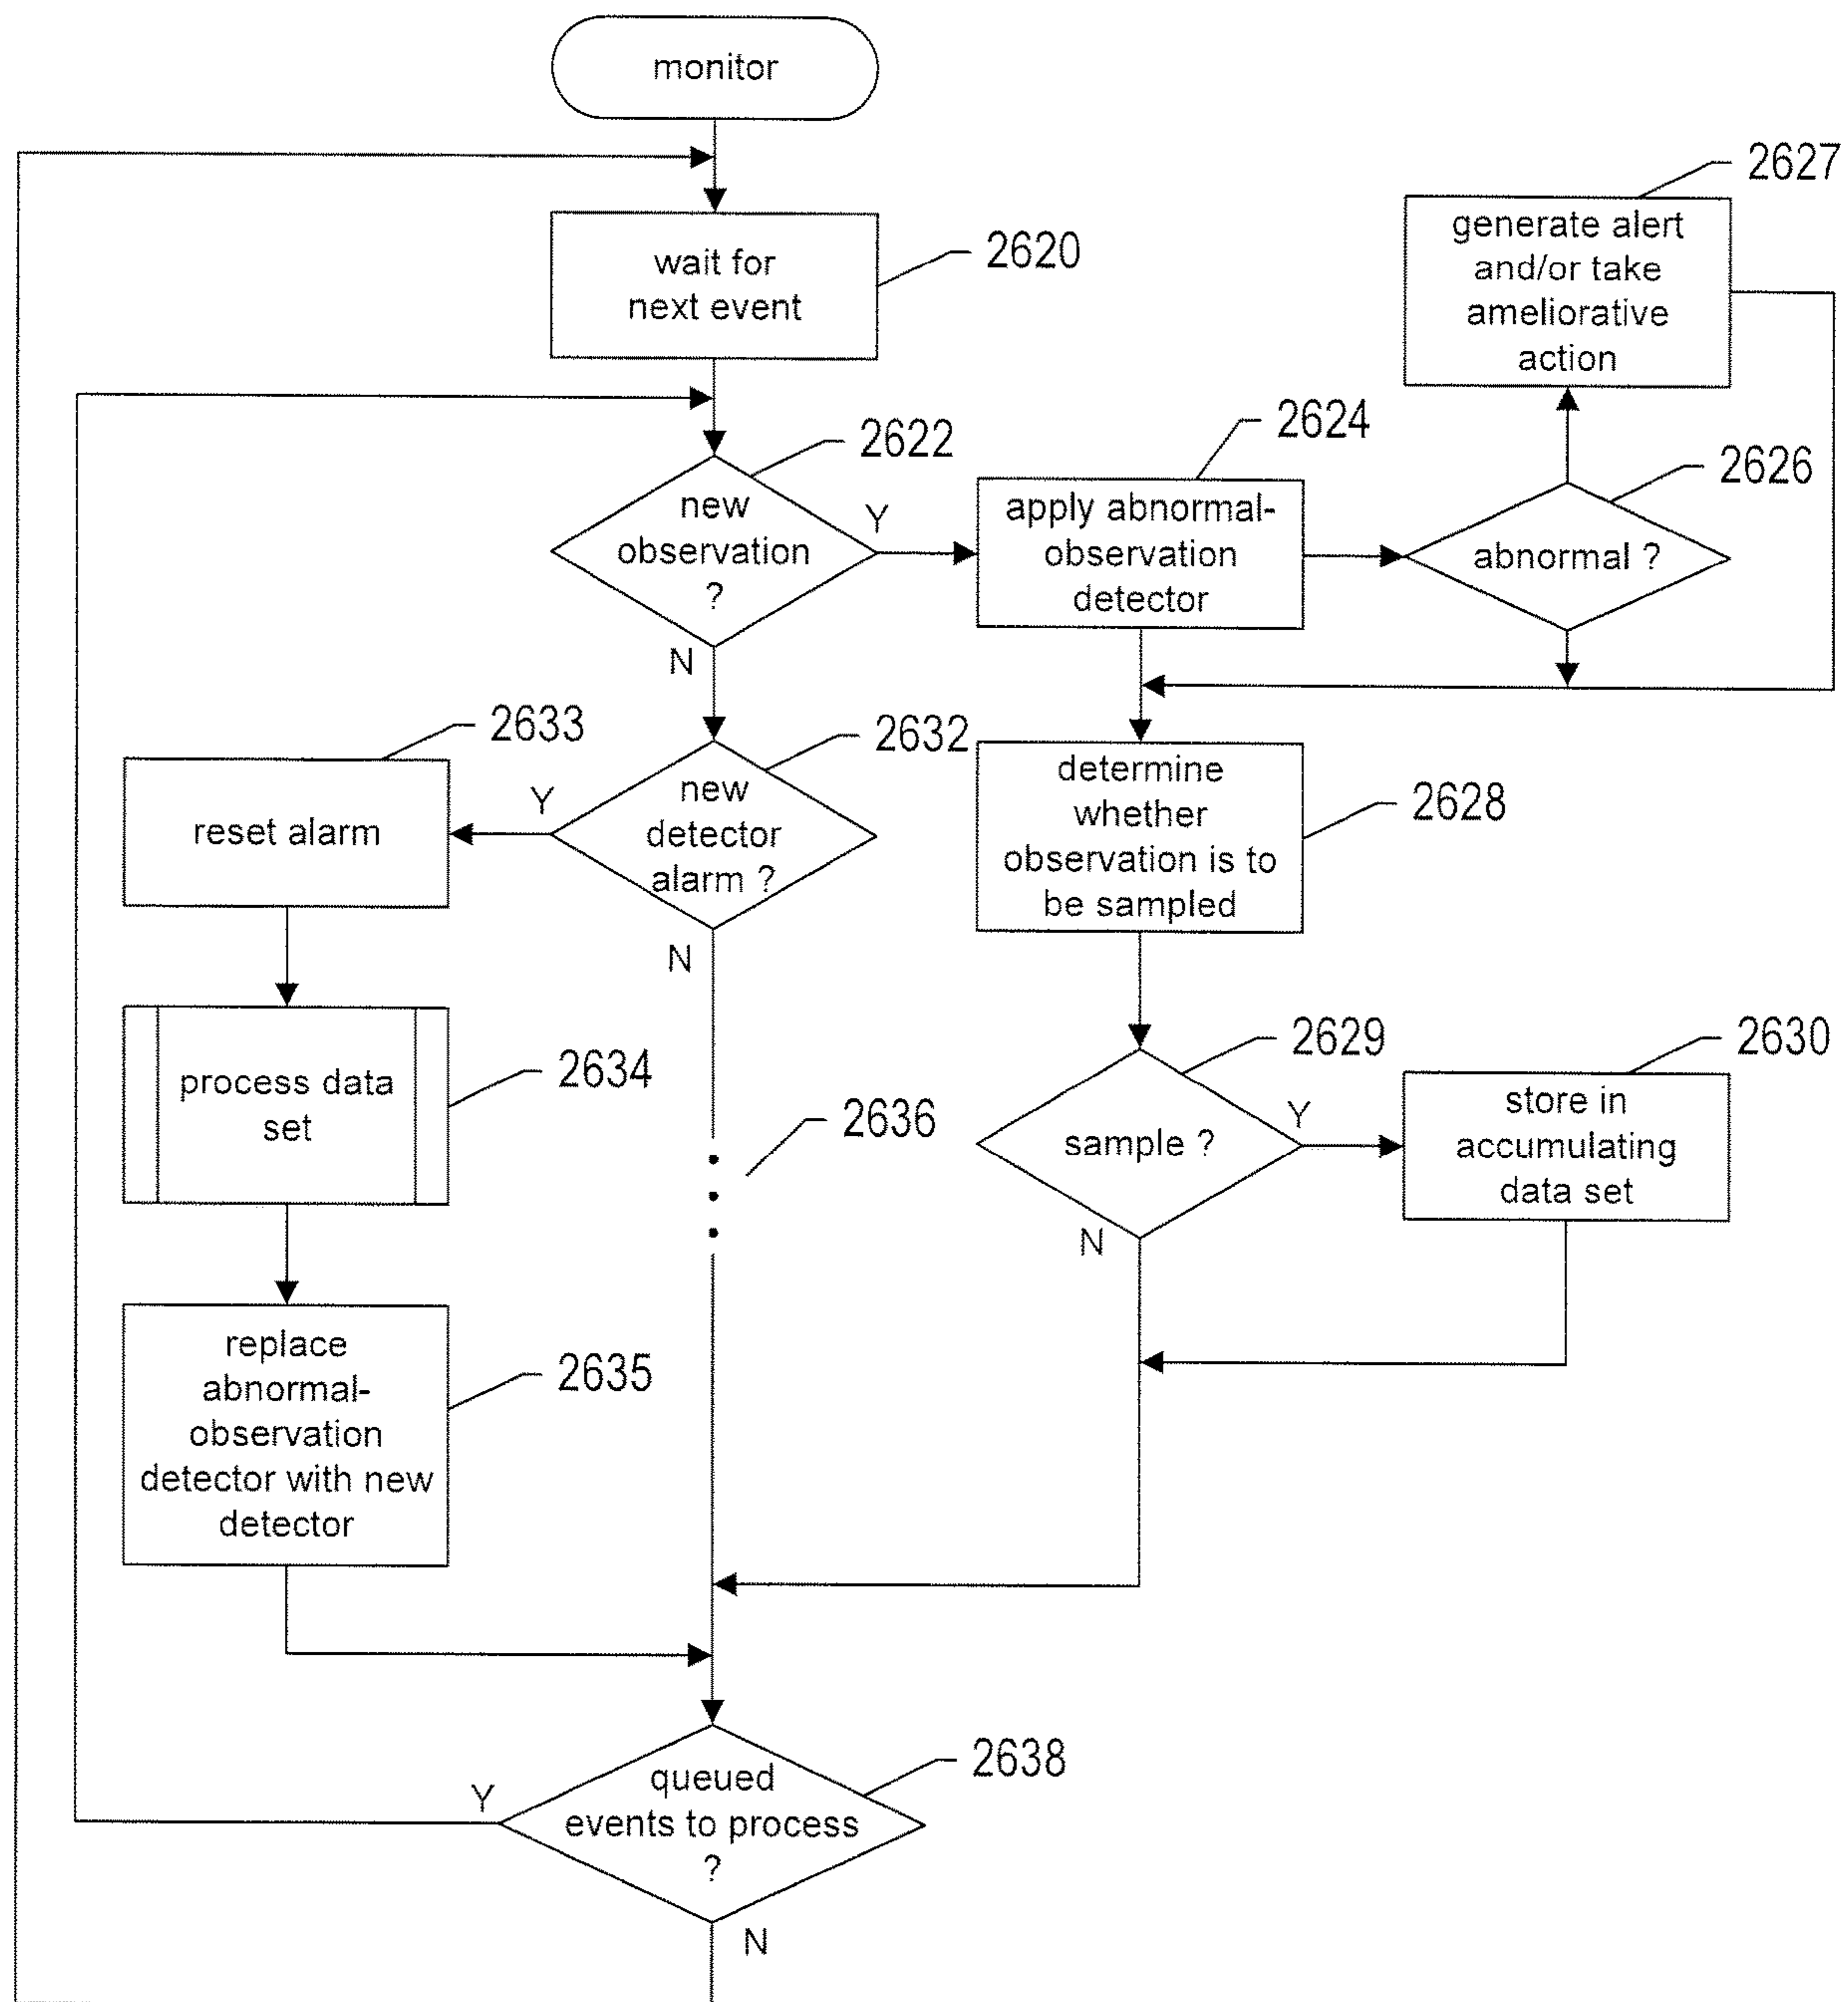 monitor
wait for
next event
2620
2627
generate alert
and/or take
ameliorative
action
2622
new
observation
?
Y
N
2624
apply abnormal-
observation
detector
2626
abnormal ?
2633
reset alarm
2632
new
detector
alarm ?
Y
N
determine
whether
observation is to
be sampled
2628
process data
set
2634
2636
2629
sample ?
Y
N
2630
store in
accumulating
data set
replace
abnormal-
observation
detector with new
detector
2635
queued
events to process
?
2638
Y
N